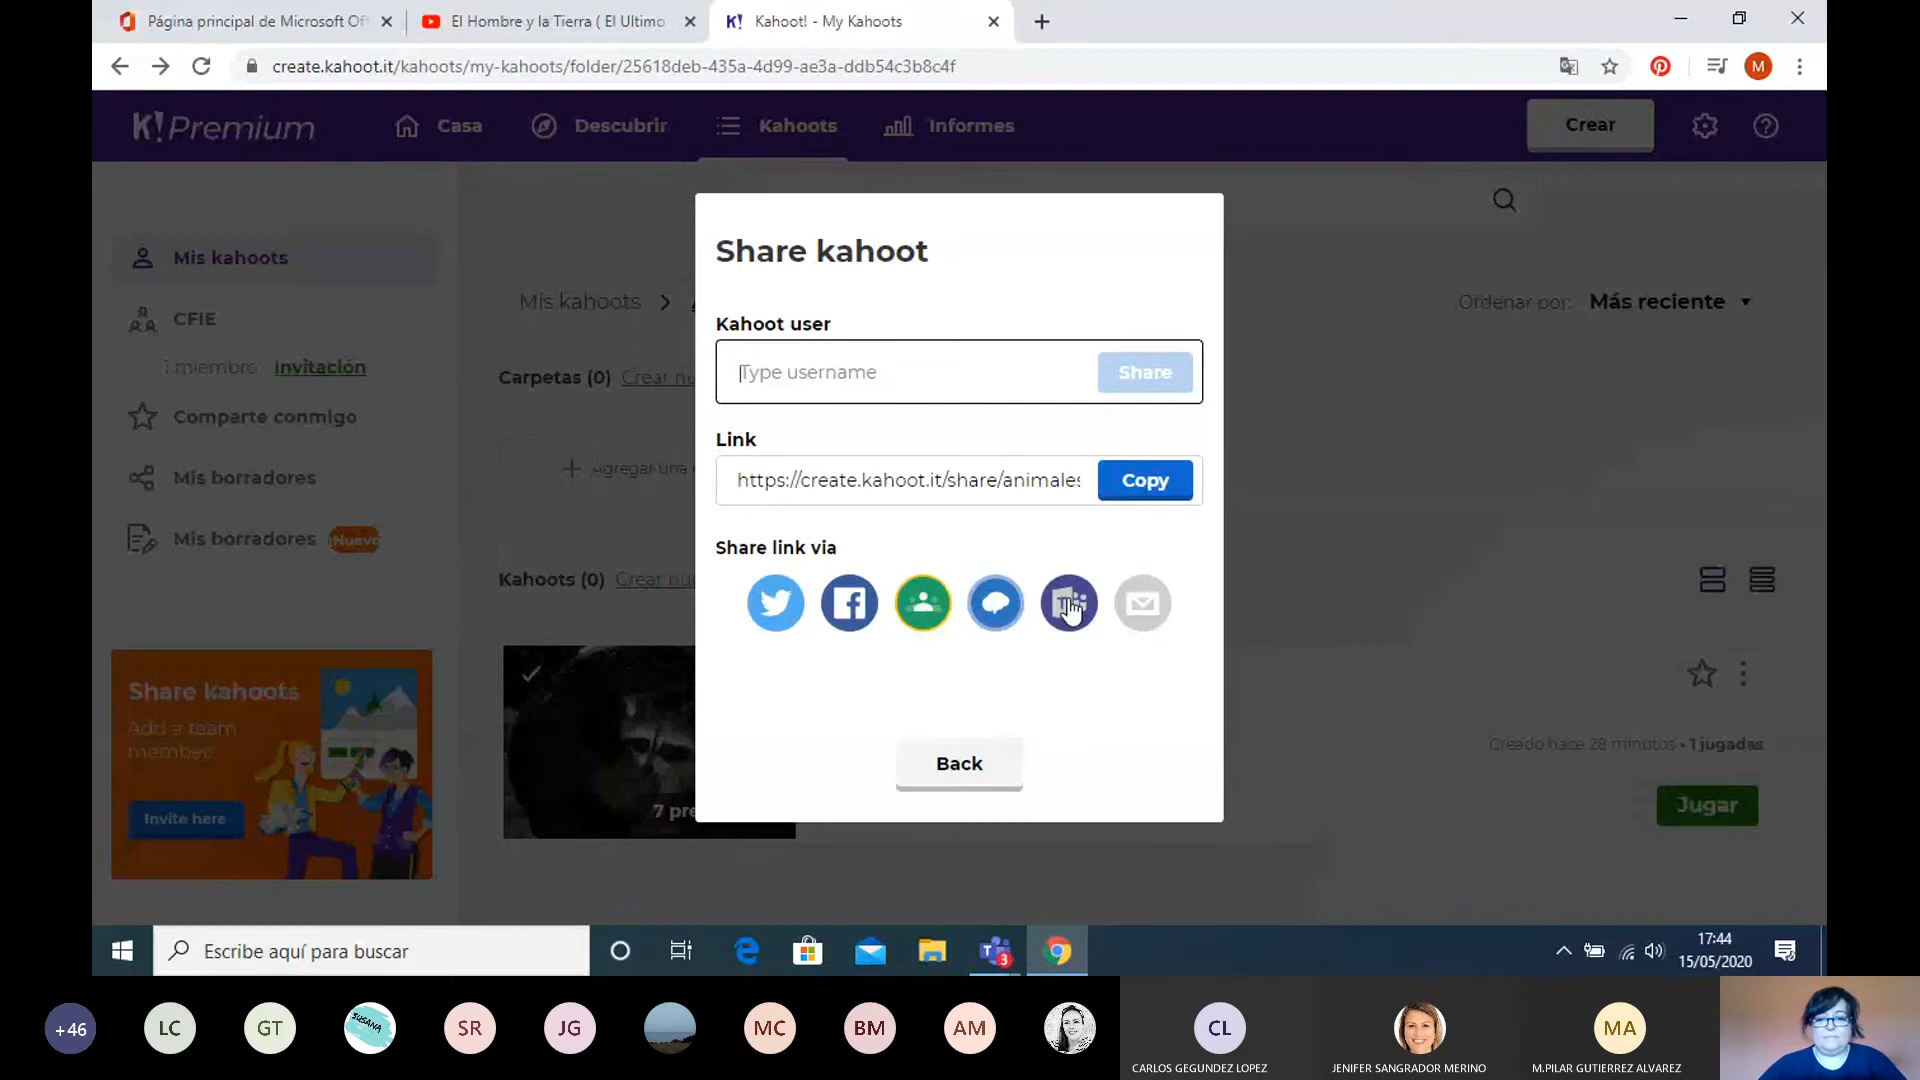 Página principal de Microsoft Of
El Hombre y la Tierra ( El Ultimo
K! Kahoot! - My Kahoots
create.kahoot.it/kahoots/my-kahoots/folder/25618deb-435a-4d99-ae3a-ddb54c3b8c4f
M
K! Premium
Casa
Descubrir
Kahoots
Informes
Crear
Mis kahoots
CFIE
1 miembro Invitación
Comparte conmigo
Mis borradores
Mis borradores ¡Nuevo
Share kahoots
Add a team
member.
Invite here
Mis kahoots
Ordenar por: Más reciente
Carpetas (0) Crear nu
Agregar una
Kahoots (0) Crear nue
7 pre
Creado hace 28 minutos • 1 jugadas
Jugar
Share kahoot
Kahoot user
Type username
Share
Link
https://create.kahoot.it/share/animales
Copy
Share link via
Back
Escribe aquí para buscar
T
3
17:44
15/05/2020
+46
LC
GT
SUSANA
SR
JG
MC
BM
AM
CL
CARLOS GEGUNDEZ LOPEZ
JENIFER SANGRADOR MERINO
MA
M.PILAR GUTIERREZ ALVAREZ